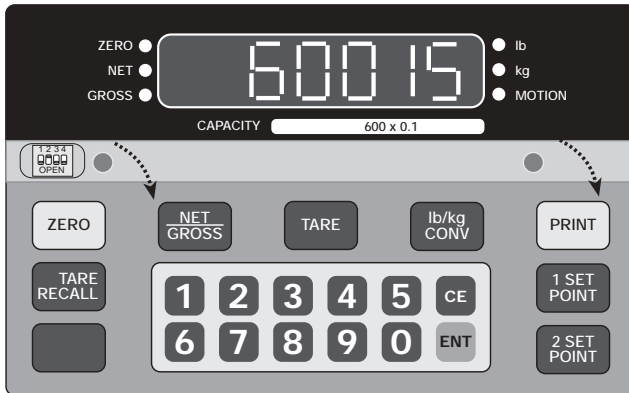 ZERO
NET
GROSS
60015
lb
kg
MOTION
CAPACITY 600 x 0.1
1 2 3 4
OPEN
ZERO
NET
GROSS
TARE
lb/kg
CONV
PRINT
TARE
RECALL
1 2 3 4 5 CE
6 7 8 9 0 ENT
1 SET
POINT
2 SET
POINT